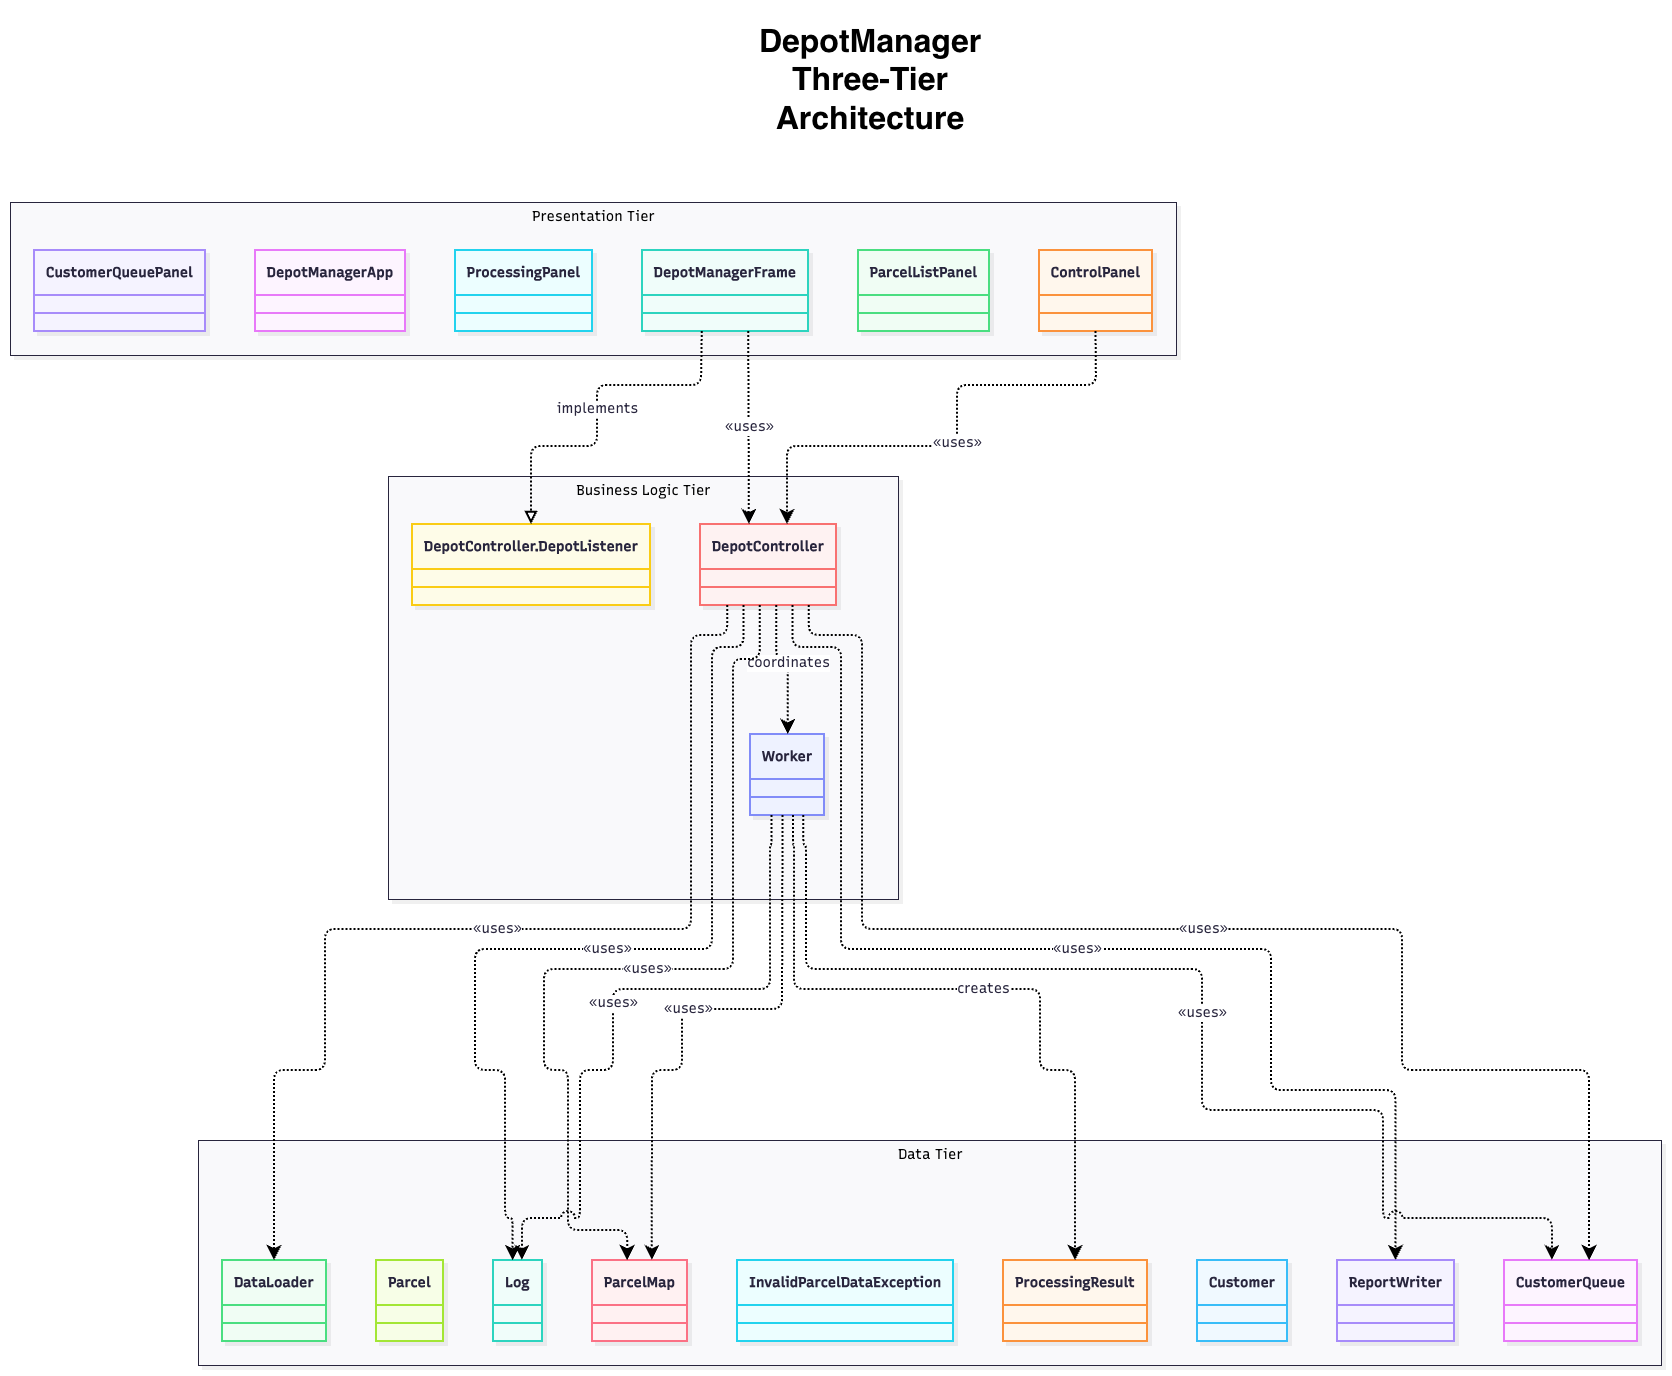 DepotManager
Three-Tier
Architecture
Presentation Tier
CustomerQueuePanel
DepotManagerApp
ProcessingPanel
DepotManagerFrame
ParcelListPanel
ControlPanel
implements
«uses»
«uses»
Business Logic Tier
DepotController.DepotListener
DepotController
coordinates
Worker
«uses»
«uses»
«uses»
«uses»
«uses»
«uses»
creates
«uses»
«uses»
Data Tier
DataLoader
Parcel
Log
ParcelMap
InvalidParcelDataException
ProcessingResult
Customer
ReportWriter
CustomerQueue